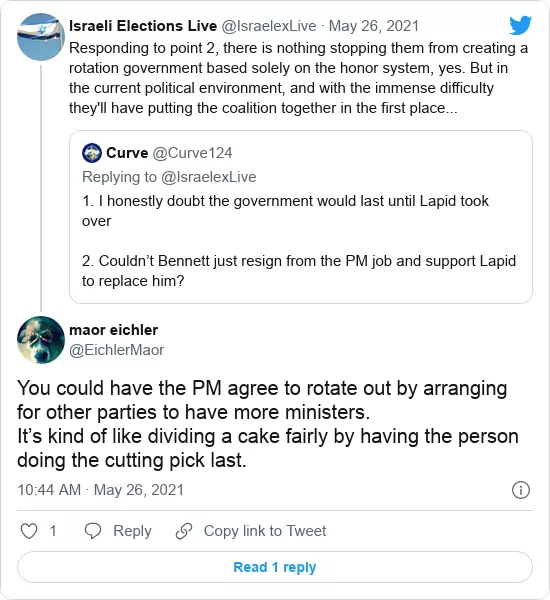 Israeli Elections Live @IsraelexLive · May 26, 2021
Responding to point 2, there is nothing stopping them from creating a
rotation government based solely on the honor system, yes. But in
the current political environment, and with the immense difficulty
they'll have putting the coalition together in the first place...
Curve @Curve124
Replying to @IsraelexLive
1. I honestly doubt the government would last until Lapid took
over
2. Couldn’t Bennett just resign from the PM job and support Lapid
to replace him?
maor eichler
@EichlerMaor
You could have the PM agree to rotate out by arranging
for other parties to have more ministers.
It’s kind of like dividing a cake fairly by having the person
doing the cutting pick last.
10:44 AM · May 26, 2021
1 Reply Copy link to Tweet
Read 1 reply